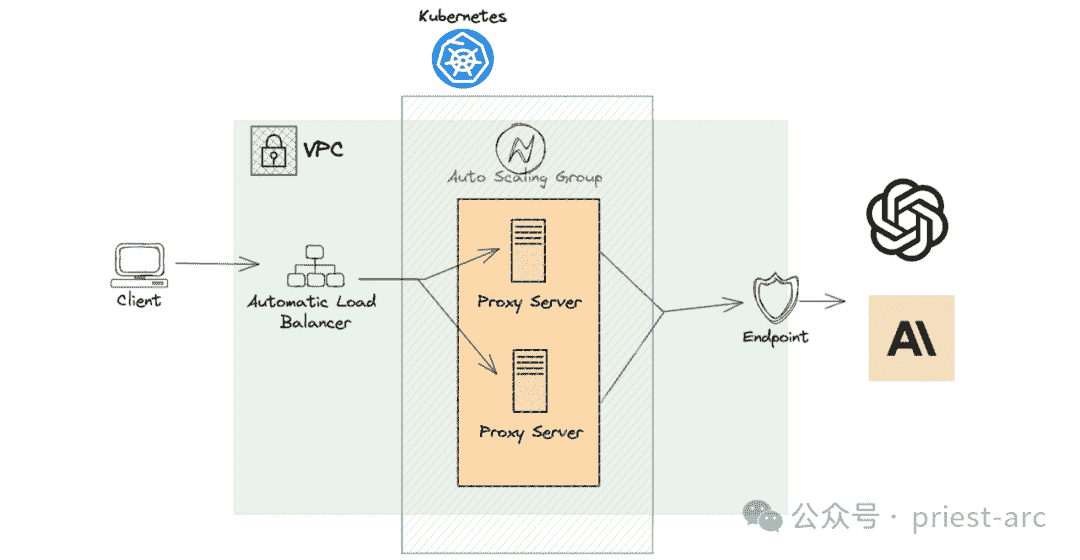 Kubernetes
VPC
Auto Scaling Group
Proxy Server
Client
Automatic Load
Balancer
Proxy Server
Endpoint
AI
公众号 · priest-arc